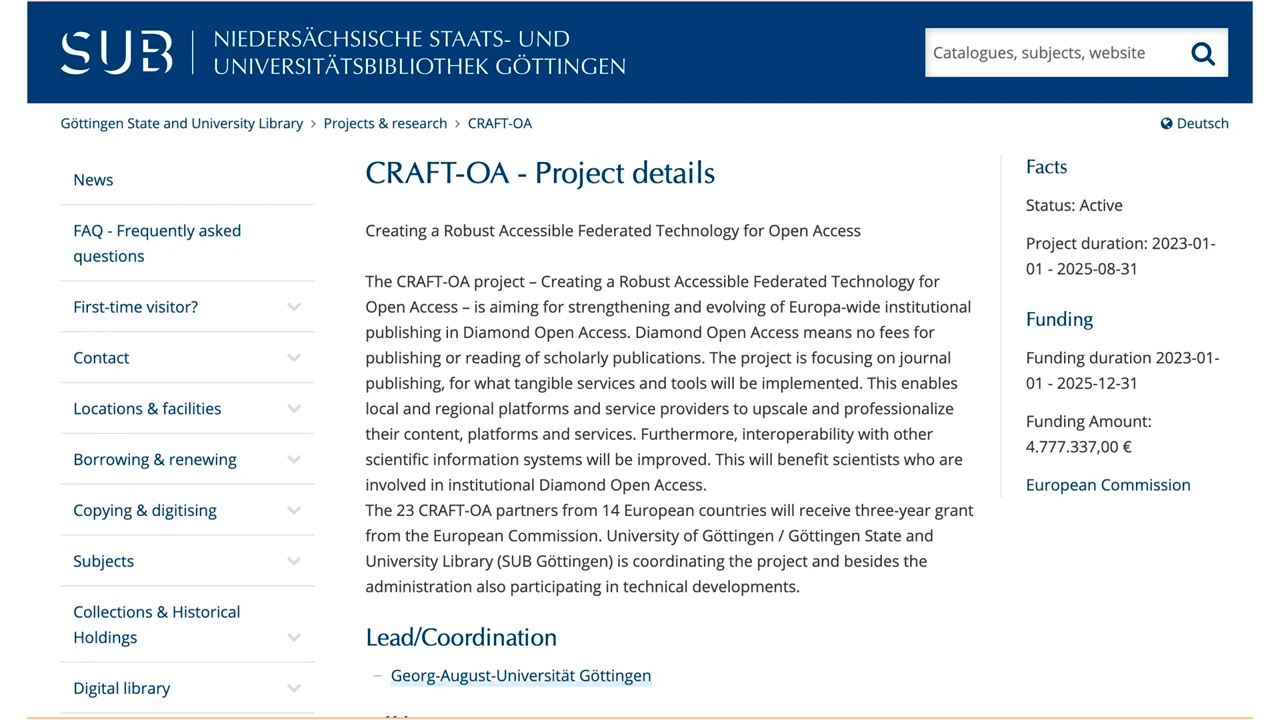 SUB
NIEDERSÄCHSISCHE STAATS- UND
UNIVERSITÄTSBIBLIOTHEK GÖTTINGEN
Catalogues, subjects, website
Göttingen State and University Library > Projects & research > CRAFT-OA
Deutsch
News
FAQ - Frequently asked
questions
First-time visitor?
Contact
Locations & facilities
Borrowing & renewing
Copying & digitising
Subjects
Collections & Historical
Holdings
Digital library
CRAFT-OA - Project details
Creating a Robust Accessible Federated Technology for Open Access
The CRAFT-OA project – Creating a Robust Accessible Federated Technology for
Open Access – is aiming for strengthening and evolving of Europa-wide institutional
publishing in Diamond Open Access. Diamond Open Access means no fees for
publishing or reading of scholarly publications. The project is focusing on journal
publishing, for what tangible services and tools will be implemented. This enables
local and regional platforms and service providers to upscale and professionalize
their content, platforms and services. Furthermore, interoperability with other
scientific information systems will be improved. This will benefit scientists who are
involved in institutional Diamond Open Access.
The 23 CRAFT-OA partners from 14 European countries will receive three-year grant
from the European Commission. University of Göttingen / Göttingen State and
University Library (SUB Göttingen) is coordinating the project and besides the
administration also participating in technical developments.
Lead/Coordination
– Georg-August-Universität Göttingen
Facts
Status: Active
Project duration: 2023-01-
01 - 2025-08-31
Funding
Funding duration 2023-01-
01 - 2025-12-31
Funding Amount:
4.777.337,00 €
European Commission